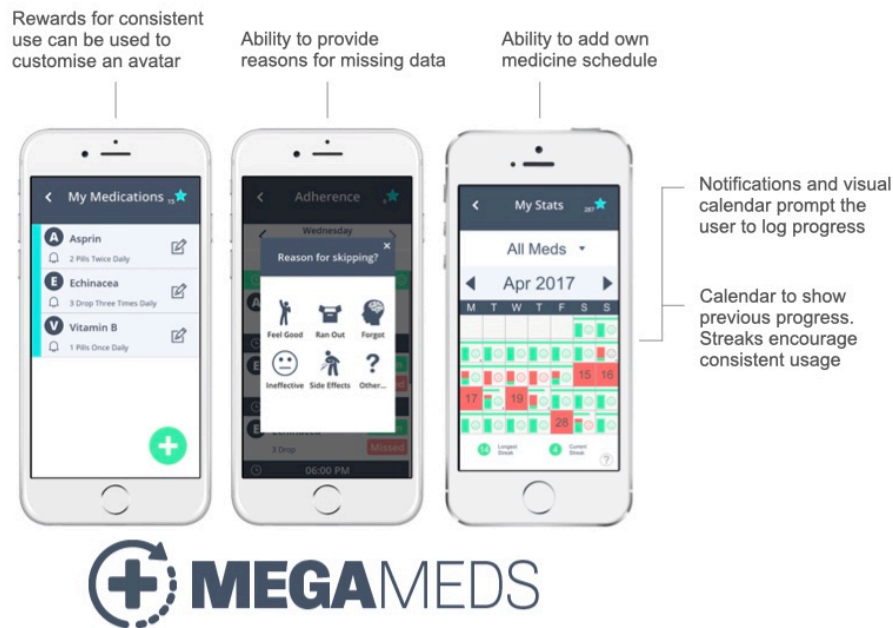 Rewards for consistent
use can be used to
customise an avatar
Ability to provide
reasons for missing data
Ability to add own
medicine schedule
My Medications 15
A Asprin
2 Pills Twice Daily
E Echinacea
3 Drop Three Times Daily
V Vitamin B
1 Pills Once Daily
+
Adherence
Wednesday
Reason for skipping?
×
Feel Good Ran Out Forgot
Ineffective Side Effects Other...
?
A
E
E
3 Drop
Missed
06:00 PM
My Stats 287
All Meds
Apr 2017
M T W T F S S
15 16
17 19
28
14 Longest
Streak
4 Current
Streak
?
Notifications and visual
calendar prompt the
user to log progress
Calendar to show
previous progress.
Streaks encourage
consistent usage
MEGAMEDS